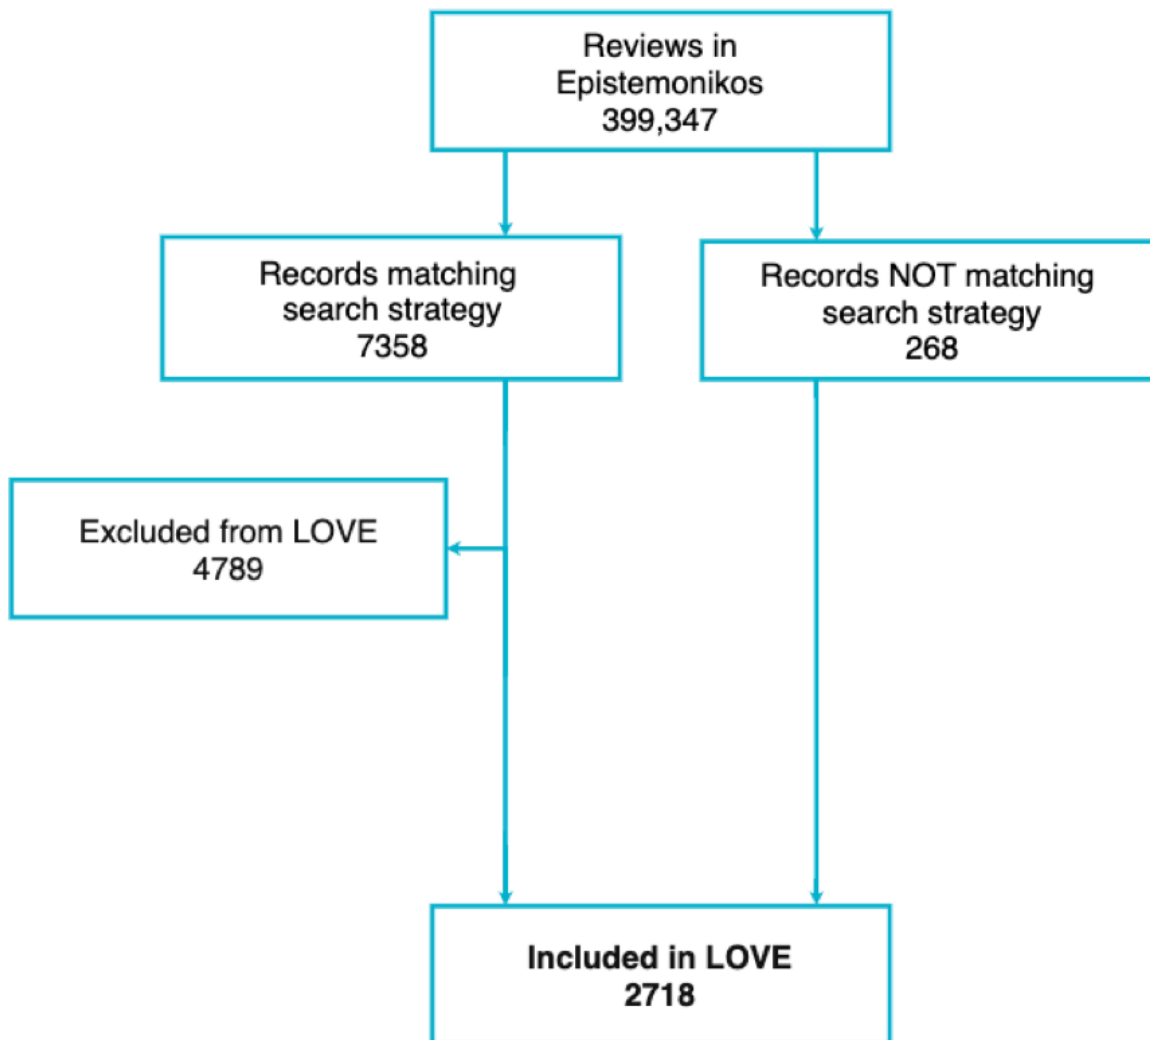 Reviews in
Epistemonikos
399,347
Records matching
search strategy
7358
Records NOT matching
search strategy
268
Excluded from LOVE
4789
Included in LOVE
2718